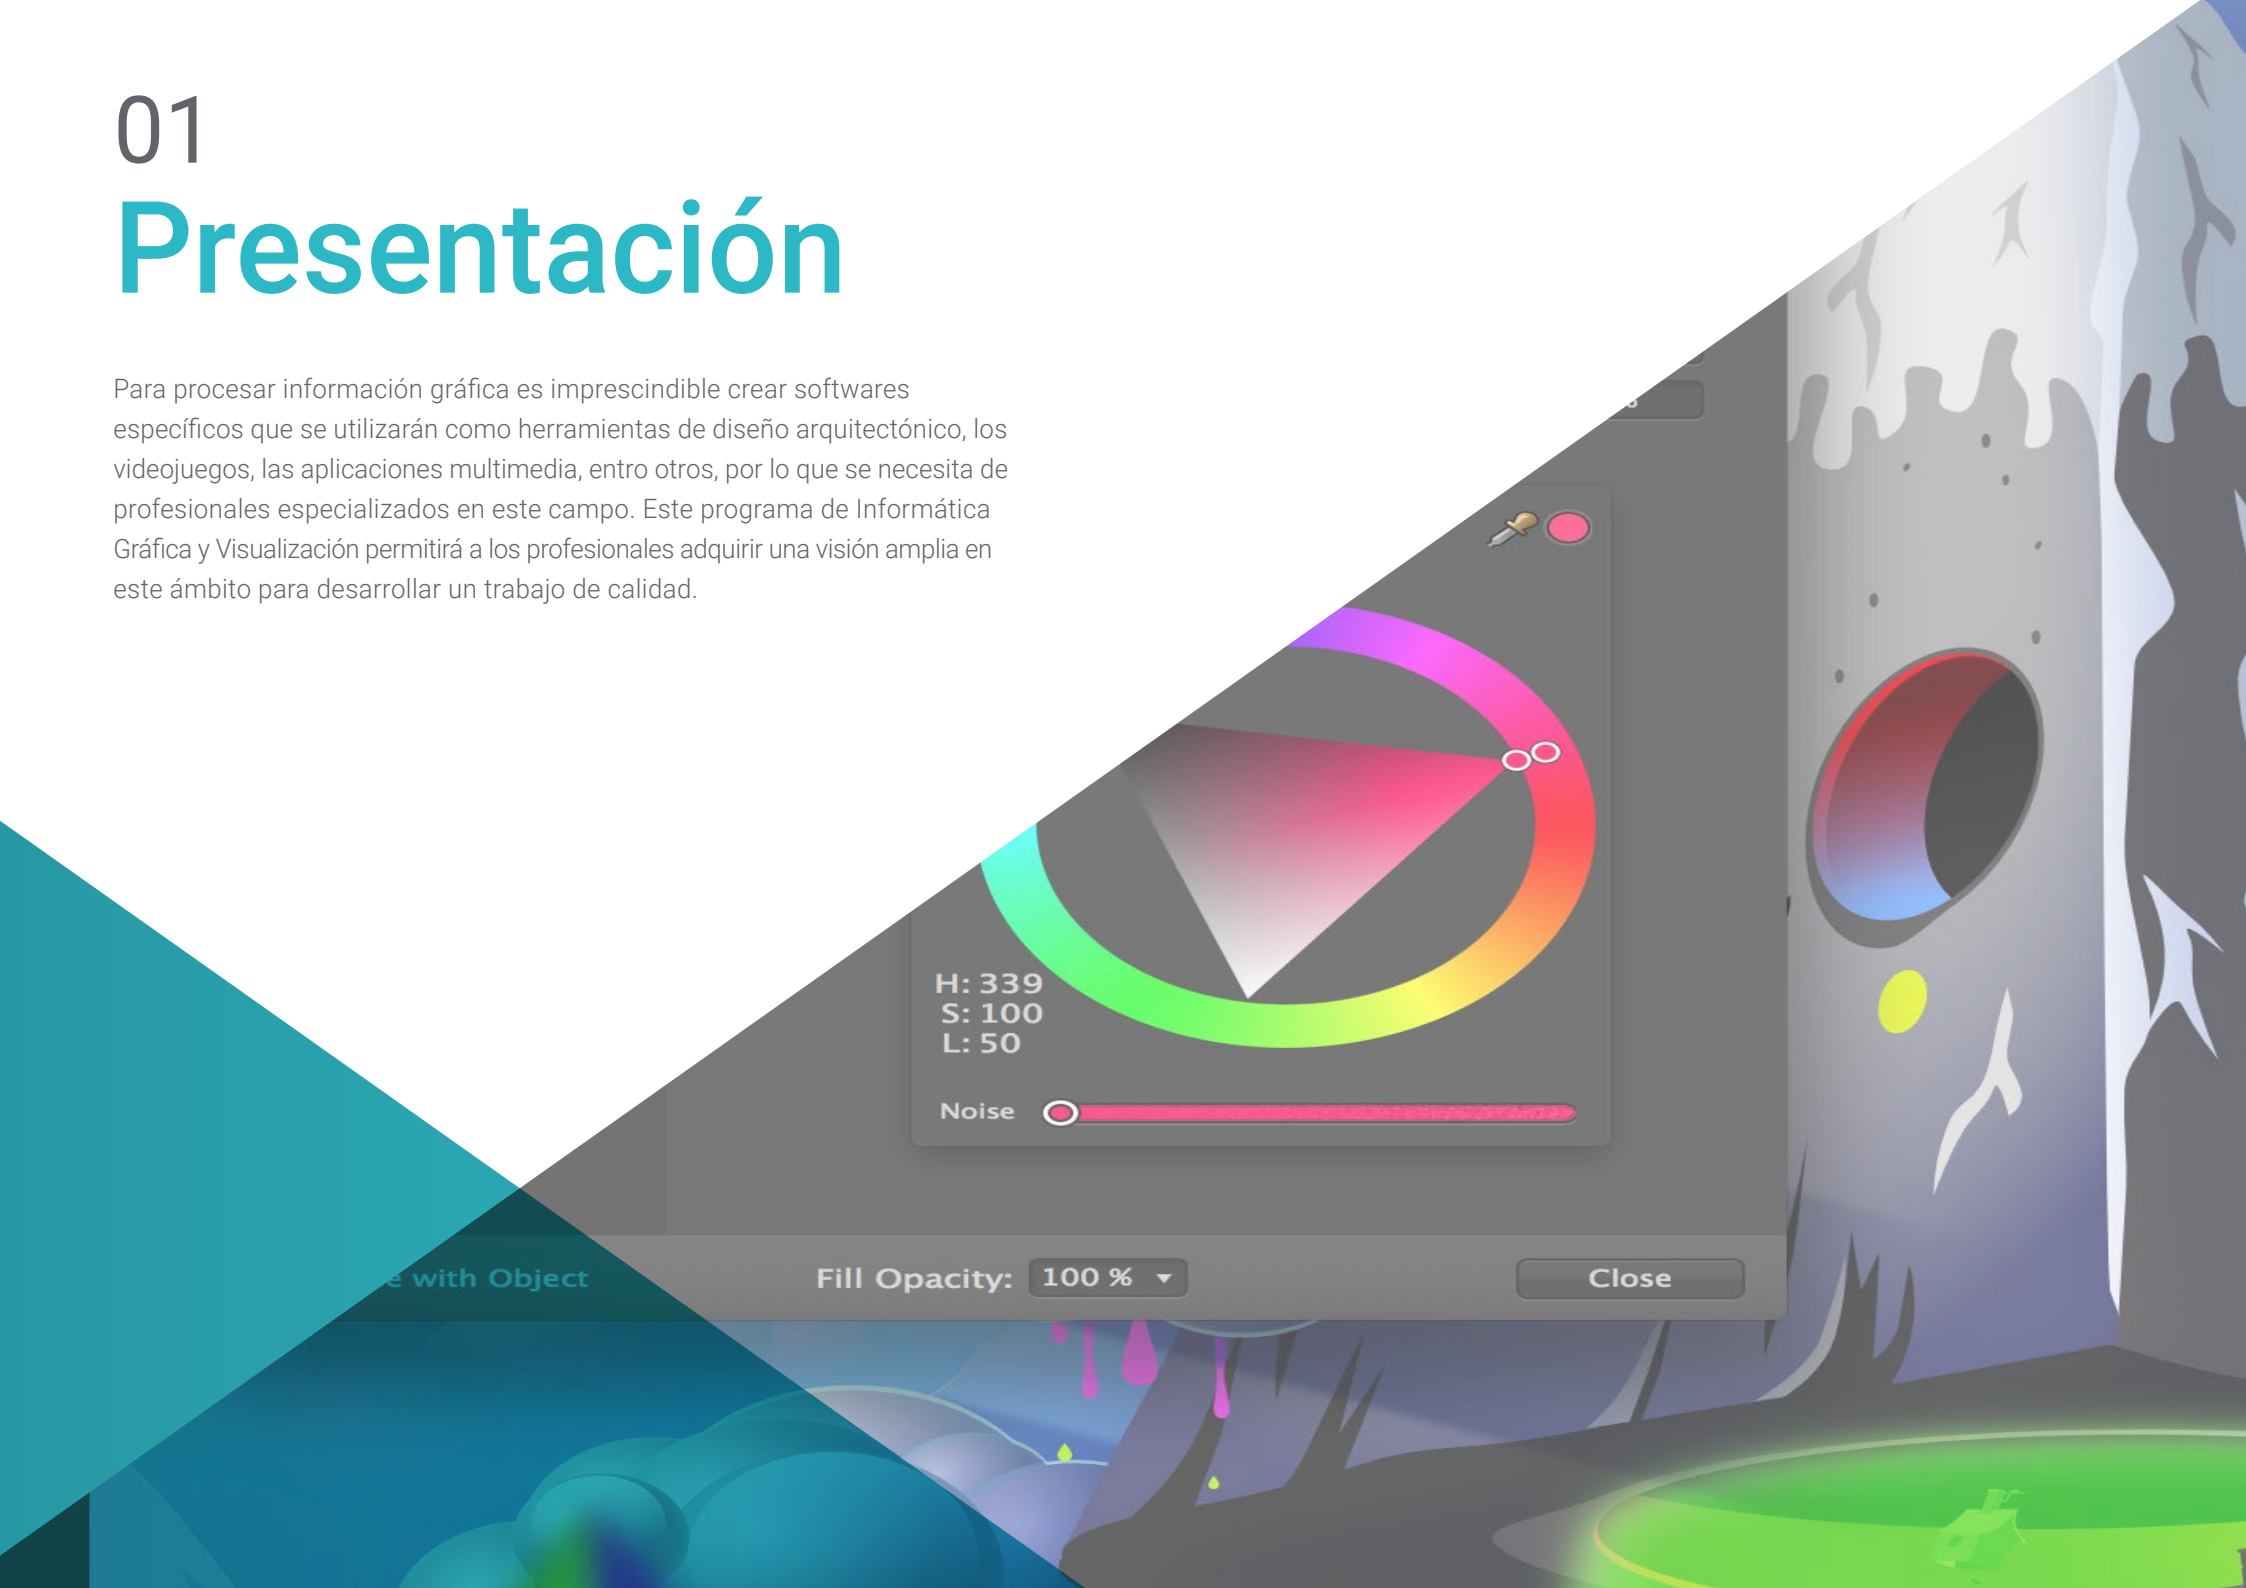 01
Presentación
Para procesar información gráfica es imprescindible crear softwares
específicos que se utilizarán como herramientas de diseño arquitectónico, los
videojuegos, las aplicaciones multimedia, entro otros, por lo que se necesita de
profesionales especializados en este campo. Este programa de Informática
Gráfica y Visualización permitirá a los profesionales adquirir una visión amplia en
este ámbito para desarrollar un trabajo de calidad.
H: 339
S: 100
L: 50
Noise
with Object
Fill Opacity: 100 %
Close